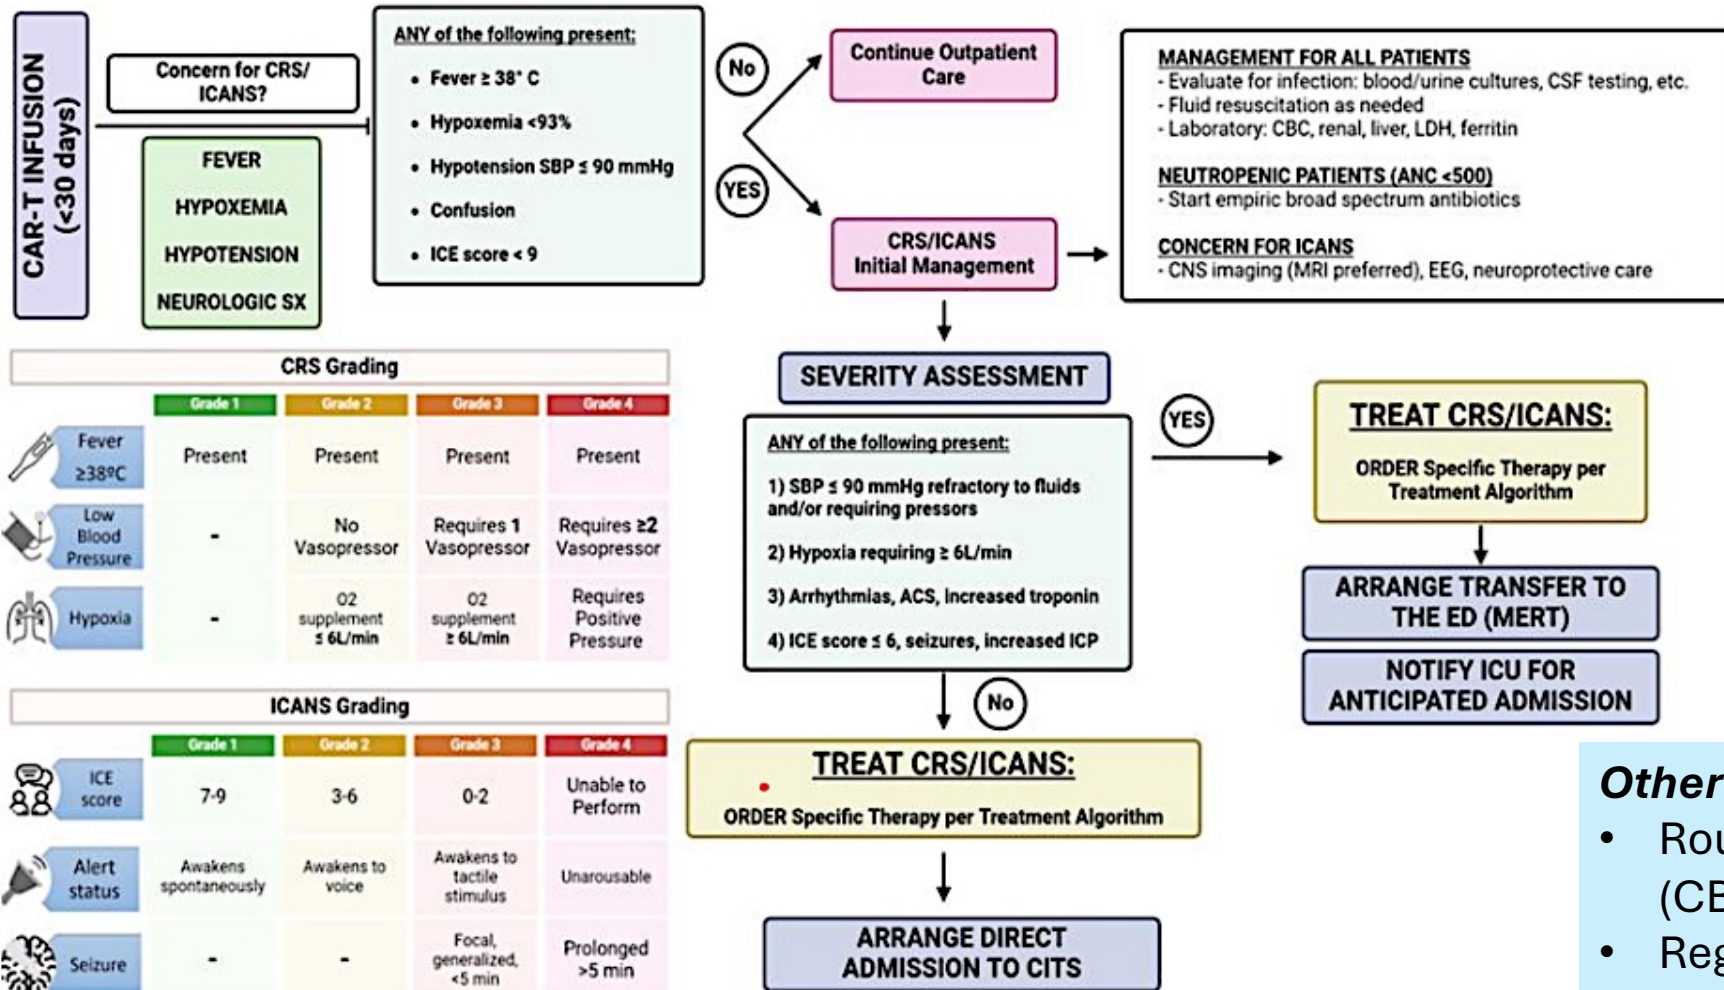 CAR-T INFUSION
(<30 days)
Concern for CRS/
ICANS?
FEVER
HYPOXEMIA
HYPOTENSION
NEUROLOGIC SX
ANY of the following present:
• Fever ≥ 38° C
• Hypoxemia <93%
• Hypotension SBP ≤ 90 mmHg
• Confusion
• ICE score < 9
No
YES
Continue Outpatient
Care
CRS/ICANS
Initial Management
MANAGEMENT FOR ALL PATIENTS
- Evaluate for infection: blood/urine cultures, CSF testing, etc.
- Fluid resuscitation as needed
- Laboratory: CBC, renal, liver, LDH, ferritin
NEUTROPENIC PATIENTS (ANC <500)
- Start empiric broad spectrum antibiotics
CONCERN FOR ICANS
- CNS imaging (MRI preferred), EEG, neuroprotective care
SEVERITY ASSESSMENT
ANY of the following present:
1) SBP ≤ 90 mmHg refractory to fluids
and/or requiring pressors
2) Hypoxia requiring ≥ 6L/min
3) Arrhythmias, ACS, increased troponin
4) ICE score ≤ 6, seizures, increased ICP
YES
TREAT CRS/ICANS:
ORDER Specific Therapy per
Treatment Algorithm
ARRANGE TRANSFER TO
THE ED (MERT)
NOTIFY ICU FOR
ANTICIPATED ADMISSION
No
TREAT CRS/ICANS:
ORDER Specific Therapy per Treatment Algorithm
ARRANGE DIRECT
ADMISSION TO CITS
CRS Grading
Grade 1 Grade 2 Grade 3 Grade 4
Fever
≥38ºC
Present Present Present Present
Low
Blood
Pressure
-
No
Vasopressor
Requires 1
Vasopressor
Requires ≥2
Vasopressor
Hypoxia
-
O2
supplement
≤ 6L/min
O2
supplement
≥ 6L/min
Requires
Positive
Pressure
ICANS Grading
Grade 1 Grade 2 Grade 3 Grade 4
ICE
score
7-9 3-6 0-2
Unable to
Perform
Alert
status
Awakens
spontaneously
Awakens to
voice
Awakens to
tactile
stimulus
Unarousable
Seizure
-
-
Focal,
generalized,
<5 min
Prolonged
>5 min
Other
• Rou
(CB
• Reg